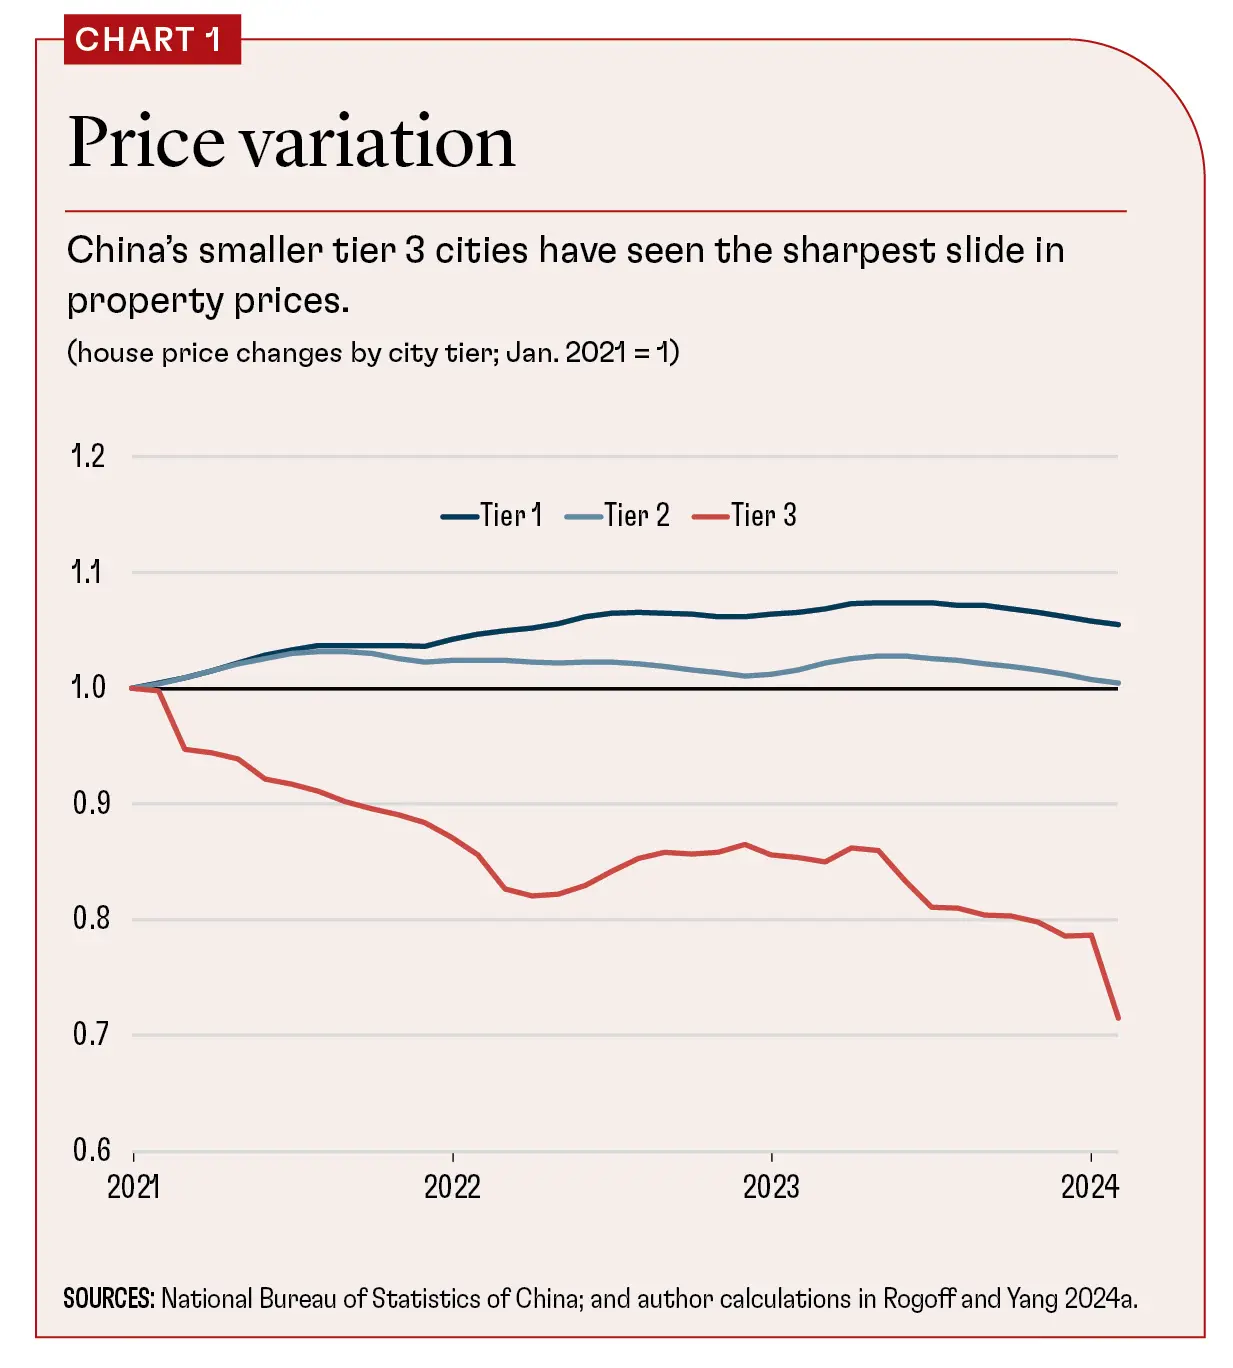 CHART 1
Price variation
China’s smaller tier 3 cities have seen the sharpest slide in
property prices.
(house price changes by city tier; Jan. 2021 = 1)
1.2
Tier 1 Tier 2 Tier 3
1.1
1.0
0.9
0.8
0.7
0.6
2021 2022 2023 2024
SOURCES: National Bureau of Statistics of China; and author calculations in Rogoff and Yang 2024a.